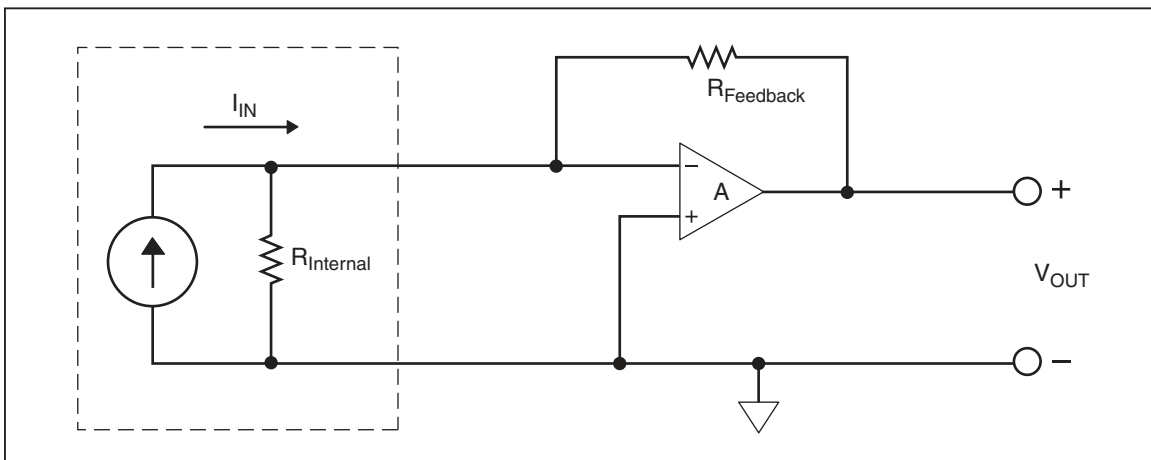 I_IN
R_Feedback
−
A
+
R_Internal
+
V_OUT
−